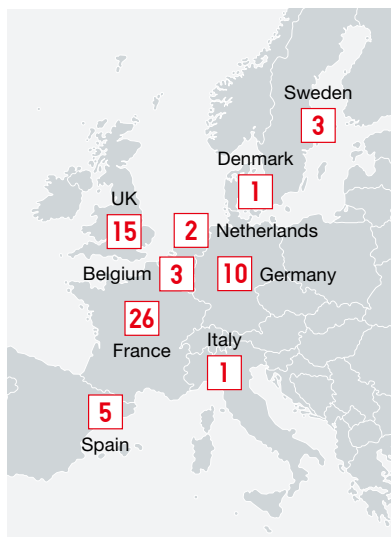 Sweden
3
Denmark
1
UK
15
2
Netherlands
Belgium
3
10
Germany
26
France
Italy
1
5
Spain